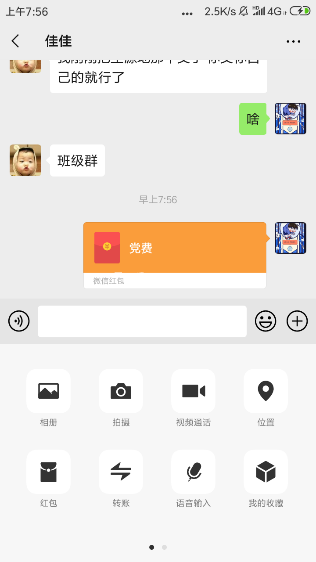 上午7:56
2.5K/s
4G
佳佳
己的就行了
啥
班级群
早上7:56
党费
微信红包
相册
拍摄
视频通话
位置
红包
转账
语音输入
我的收藏